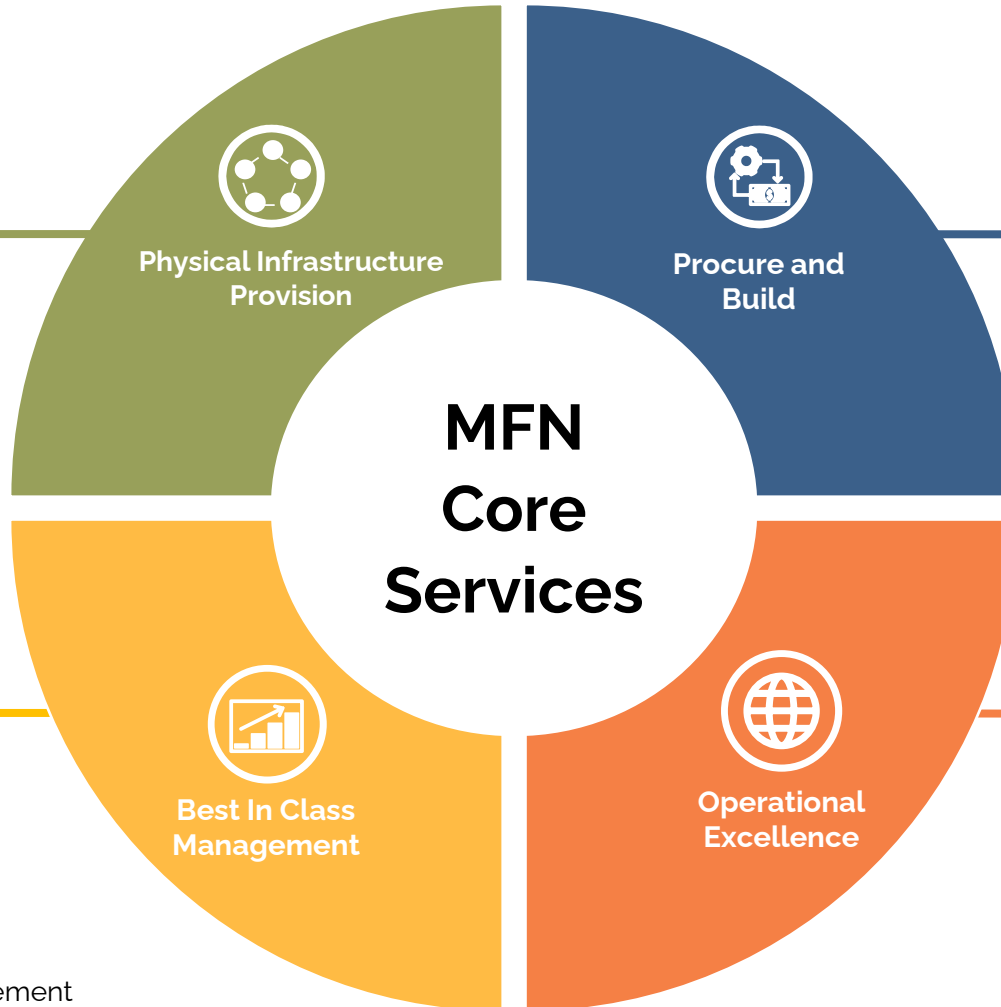 Physical Infrastructure
Provision
Procure and
Build
MFN
Core
Services
Best In Class
Management
Operational
Excellence
ement